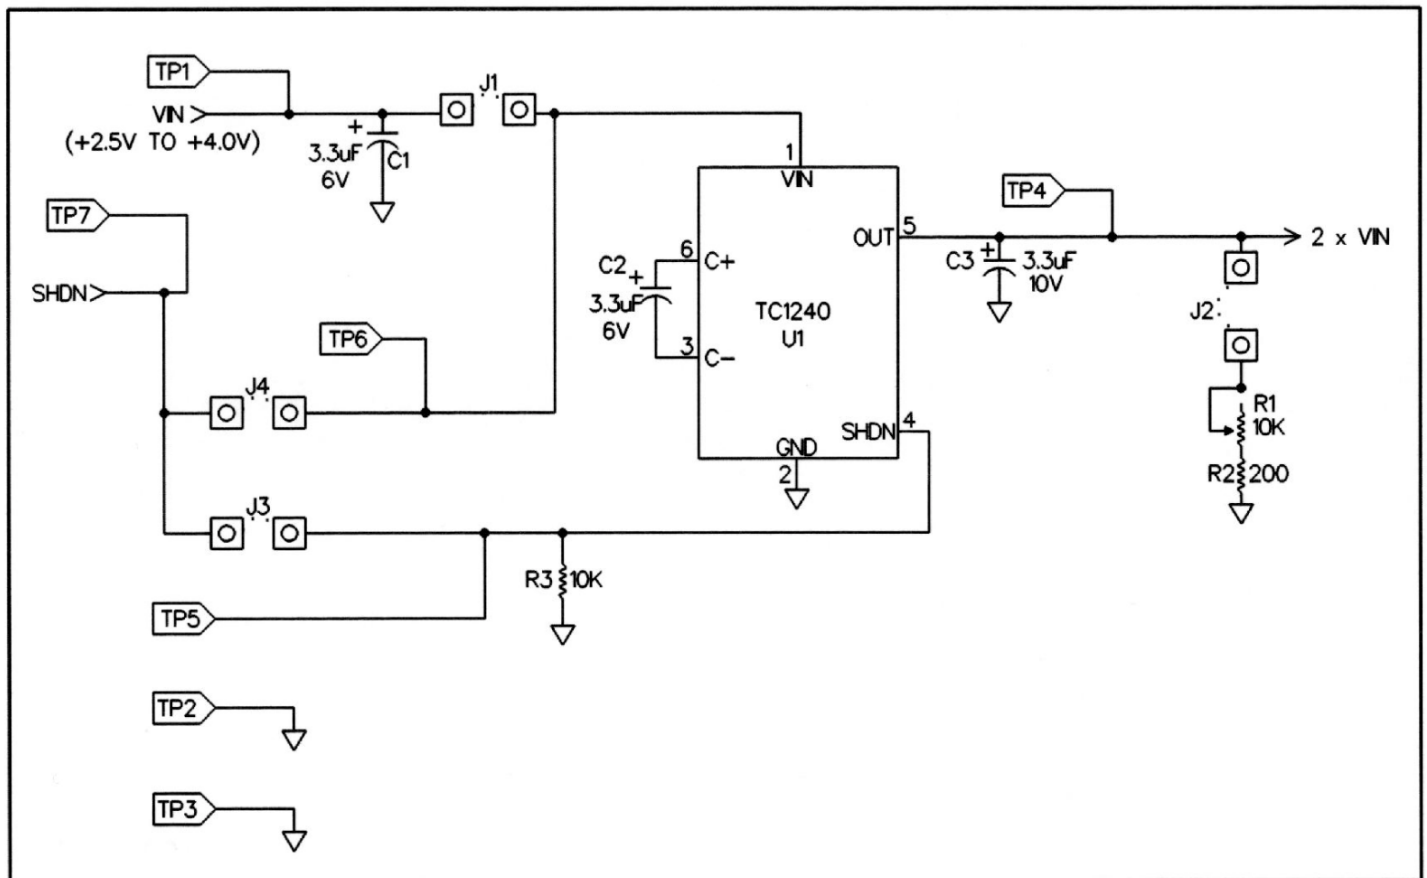 TP1
J1
VIN
(+2.5V TO +4.0V)
+
3.3uF
C1
6V
1
VIN
TP7
TP4
OUT
5
2 x VIN
6
C+
C2
+
3.3uF
6V
C3
+
3.3uF
10V
SHDN
J2
TC1240
U1
TP6
3
C-
J4
R1
10K
SHDN
4
GND
2
R2
200
J3
R3
10K
TP5
TP2
TP3